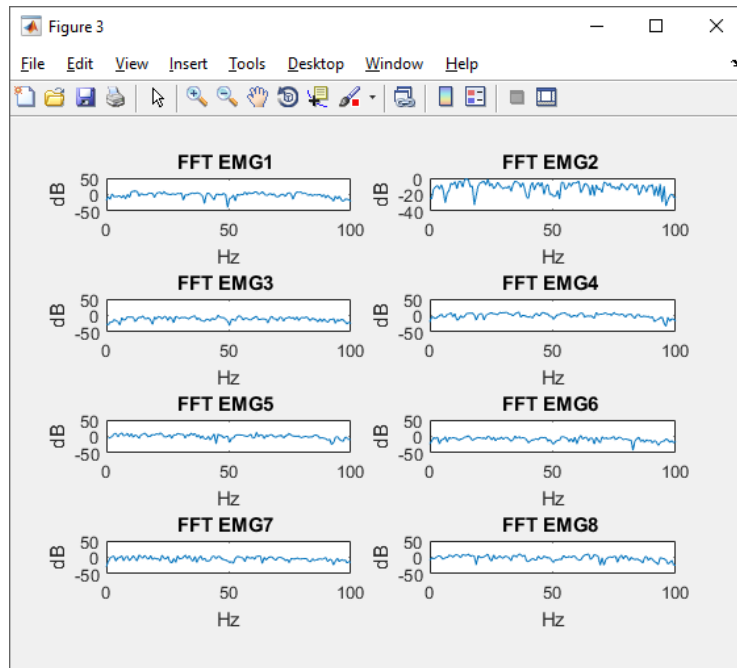 Figure 3
File Edit View Insert Tools Desktop Window Help
FFT EMG1
dB
50
0
-50
0 50 100
Hz
FFT EMG2
dB
0
-20
-40
0 50 100
Hz
FFT EMG3
dB
50
0
-50
0 50 100
Hz
FFT EMG4
dB
50
0
-50
0 50 100
Hz
FFT EMG5
dB
50
0
-50
0 50 100
Hz
FFT EMG6
dB
50
0
-50
0 50 100
Hz
FFT EMG7
dB
50
0
-50
0 50 100
Hz
FFT EMG8
dB
50
0
-50
0 50 100
Hz